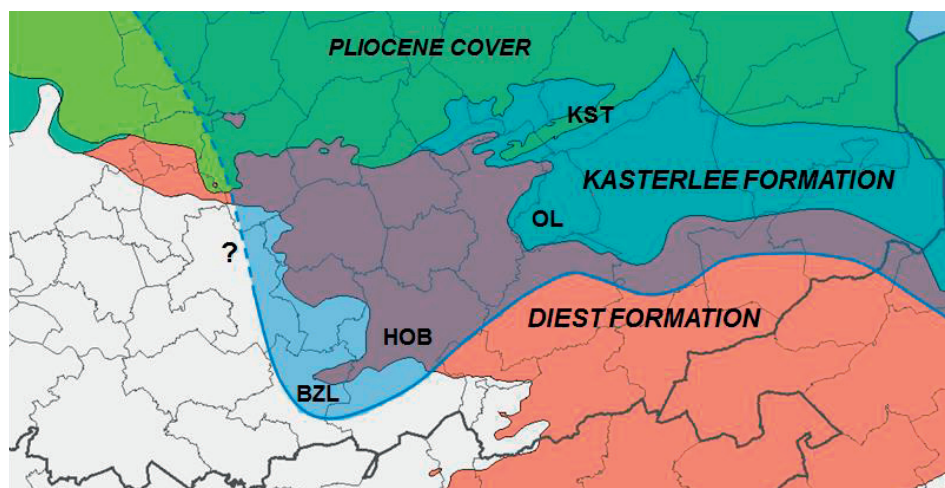 PLIOCENE COVER
KST
KASTERLEE FORMATION
OL
?
DIEST FORMATION
HOB
BZL